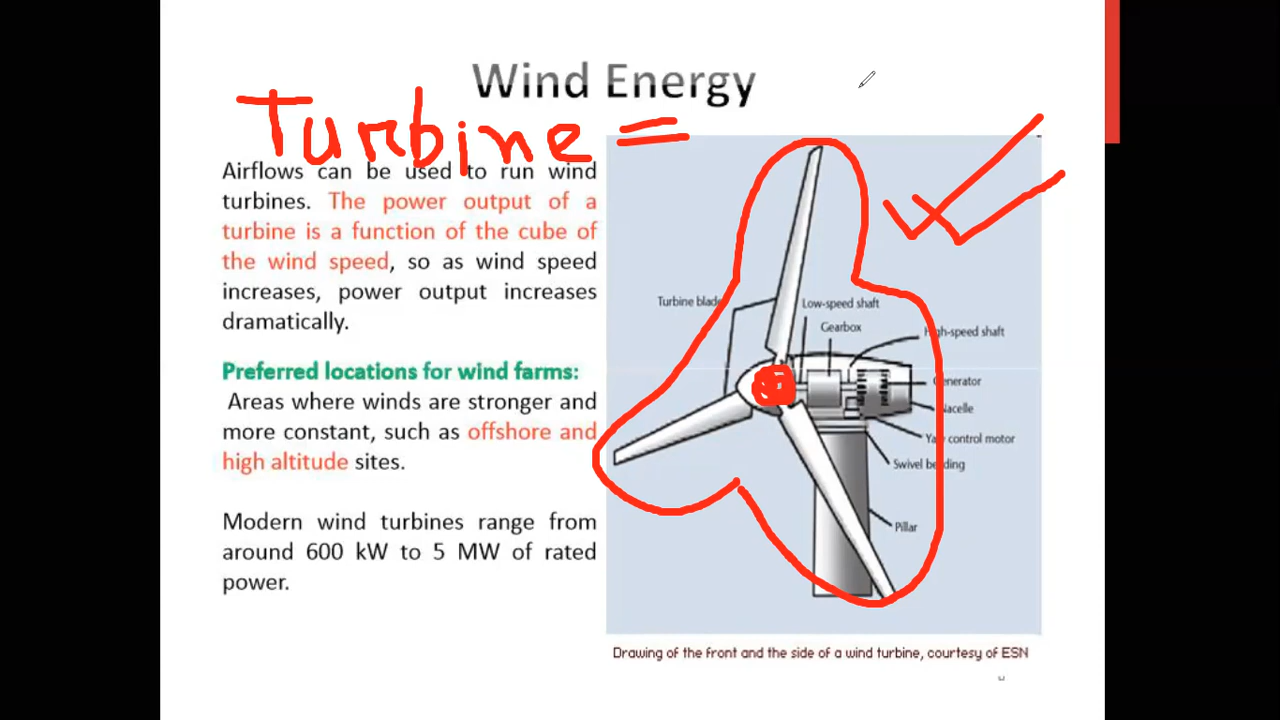 Wind Energy
Turbine =
Airflows can be used to run wind
turbines. The power output of a
turbine is a function of the cube of
the wind speed, so as wind speed
increases, power output increases
dramatically.
Preferred locations for wind farms:
Areas where winds are stronger and
more constant, such as offshore and
high altitude sites.
Modern wind turbines range from
around 600 kW to 5 MW of rated
power.
Turbine blade
Low-speed shaft
Gearbox
High-speed shaft
Generator
Nacelle
Yaw control motor
Swivel bending
Pillar
Drawing of the front and the side of a wind turbine, courtesy of ESN